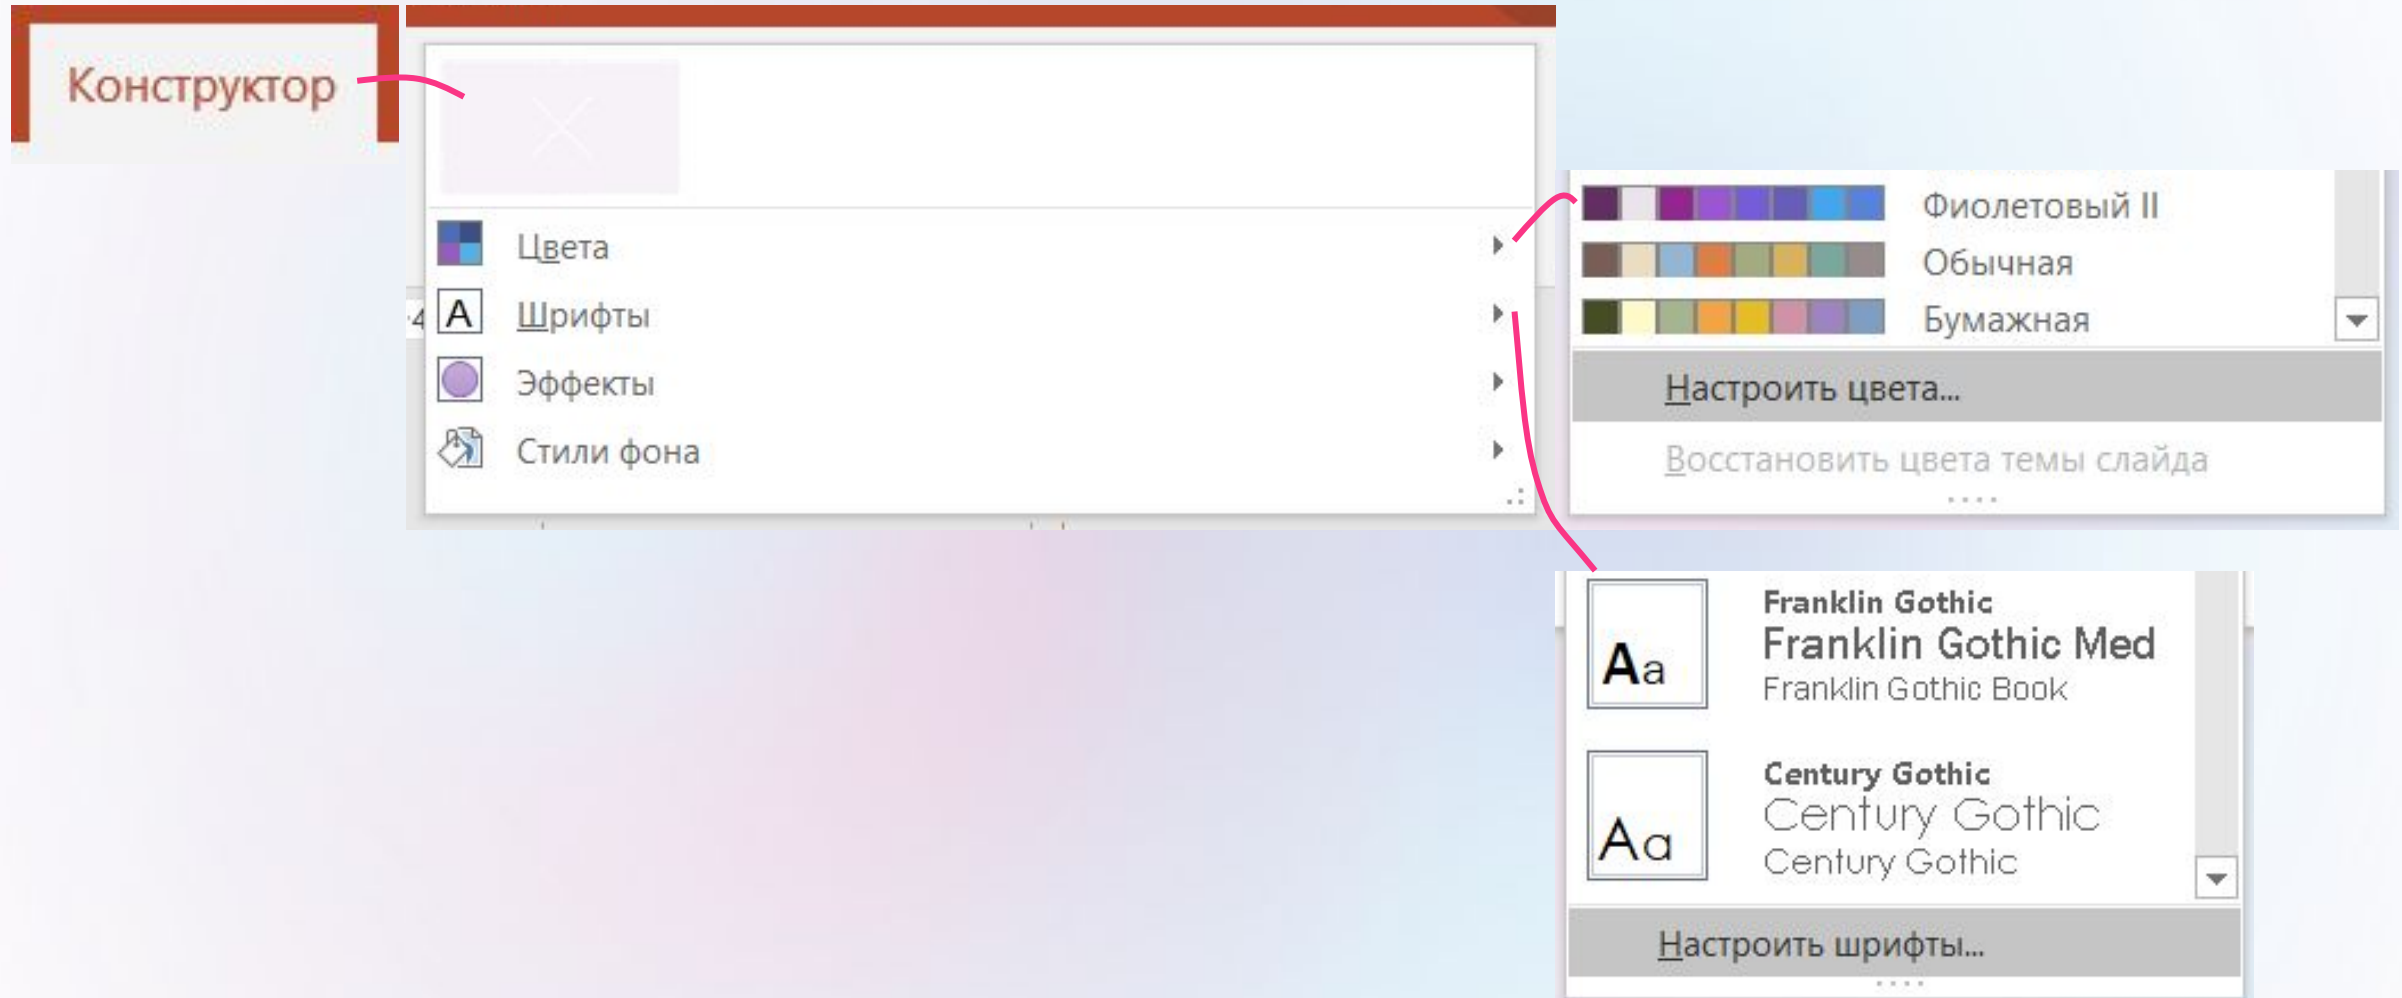 Конструктор
Цвета
4
A
Шрифты
Эффекты
Стили фона
Фиолетовый II
Обычная
Бумажная
Настроить цвета...
Восстановить цвета темы слайда
Aa
Franklin Gothic
Franklin Gothic Med
Franklin Gothic Book
Aa
Century Gothic
Century Gothic
Century Gothic
Настроить шрифты...